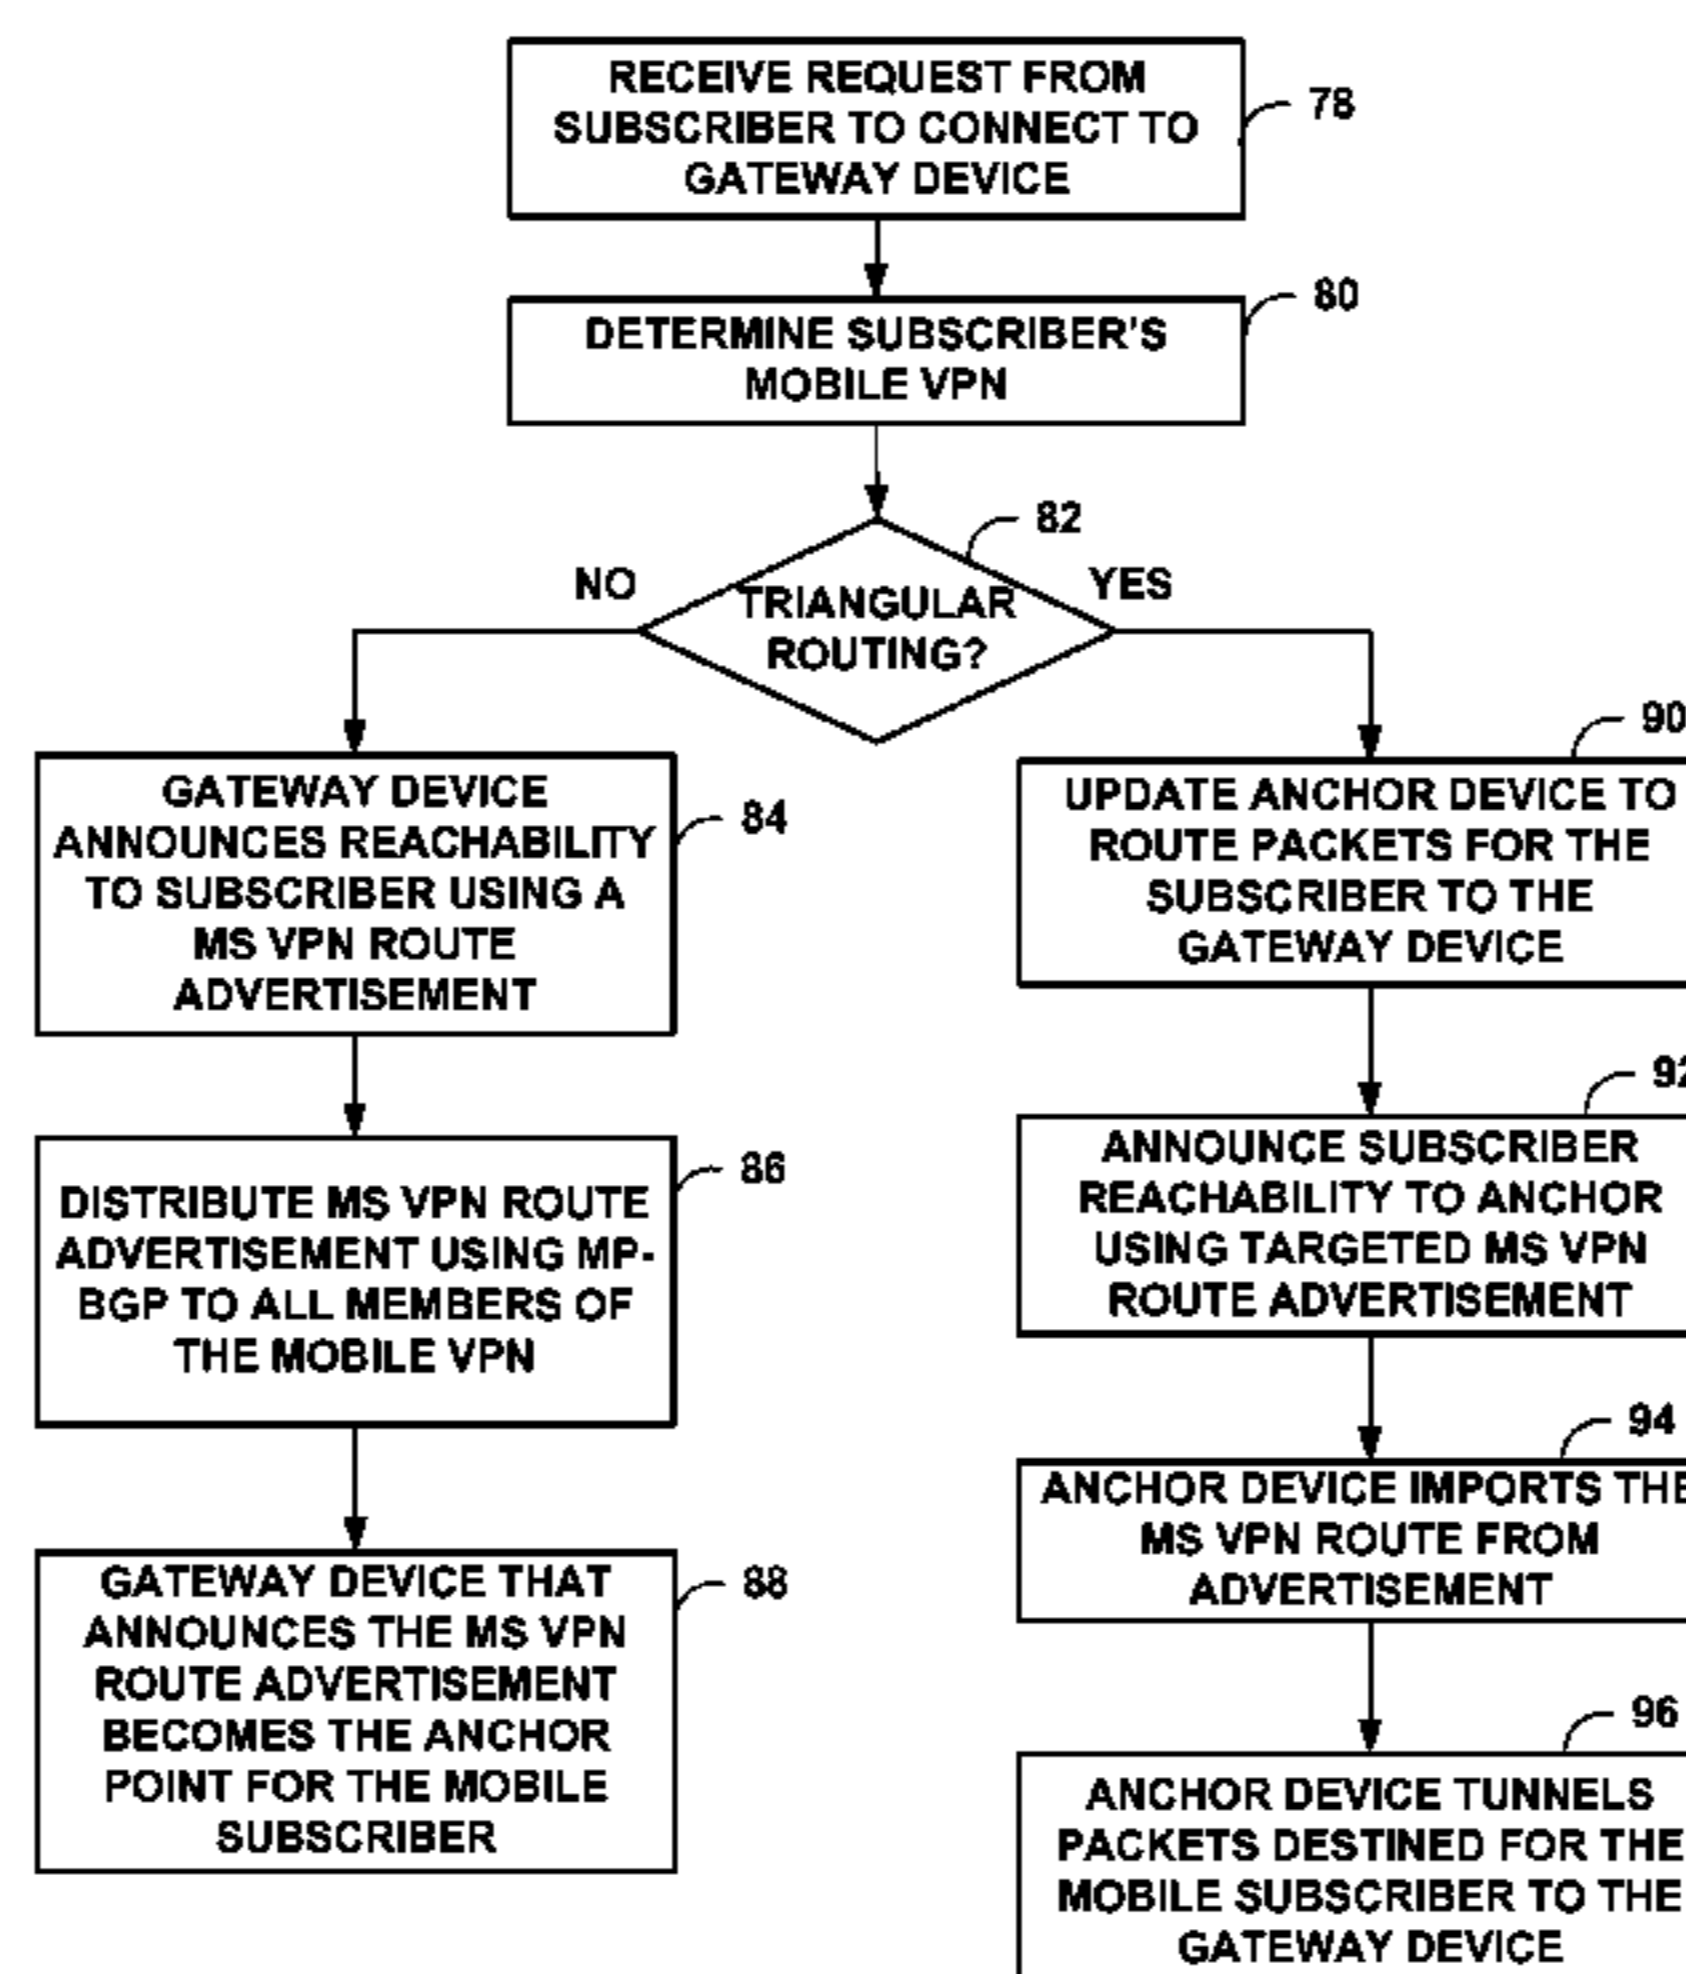 RECEIVE REQUEST FROM
SUBSCRIBER TO CONNECT TO
GATEWAY DEVICE
78
DETERMINE SUBSCRIBER'S
MOBILE VPN
80
82
NO
YES
TRIANGULAR
ROUTING?
GATEWAY DEVICE
ANNOUNCES REACHABILITY
TO SUBSCRIBER USING A
MS VPN ROUTE
ADVERTISEMENT
84
DISTRIBUTE MS VPN ROUTE
ADVERTISEMENT USING MP-
BGP TO ALL MEMBERS OF
THE MOBILE VPN
86
GATEWAY DEVICE THAT
ANNOUNCES THE MS VPN
ROUTE ADVERTISEMENT
BECOMES THE ANCHOR
POINT FOR THE MOBILE
SUBSCRIBER
88
90
UPDATE ANCHOR DEVICE TO
ROUTE PACKETS FOR THE
SUBSCRIBER TO THE
GATEWAY DEVICE
92
ANNOUNCE SUBSCRIBER
REACHABILITY TO ANCHOR
USING TARGETED MS VPN
ROUTE ADVERTISEMENT
94
ANCHOR DEVICE IMPORTS THE
MS VPN ROUTE FROM
ADVERTISEMENT
96
ANCHOR DEVICE TUNNELS
PACKETS DESTINED FOR THE
MOBILE SUBSCRIBER TO THE
GATEWAY DEVICE